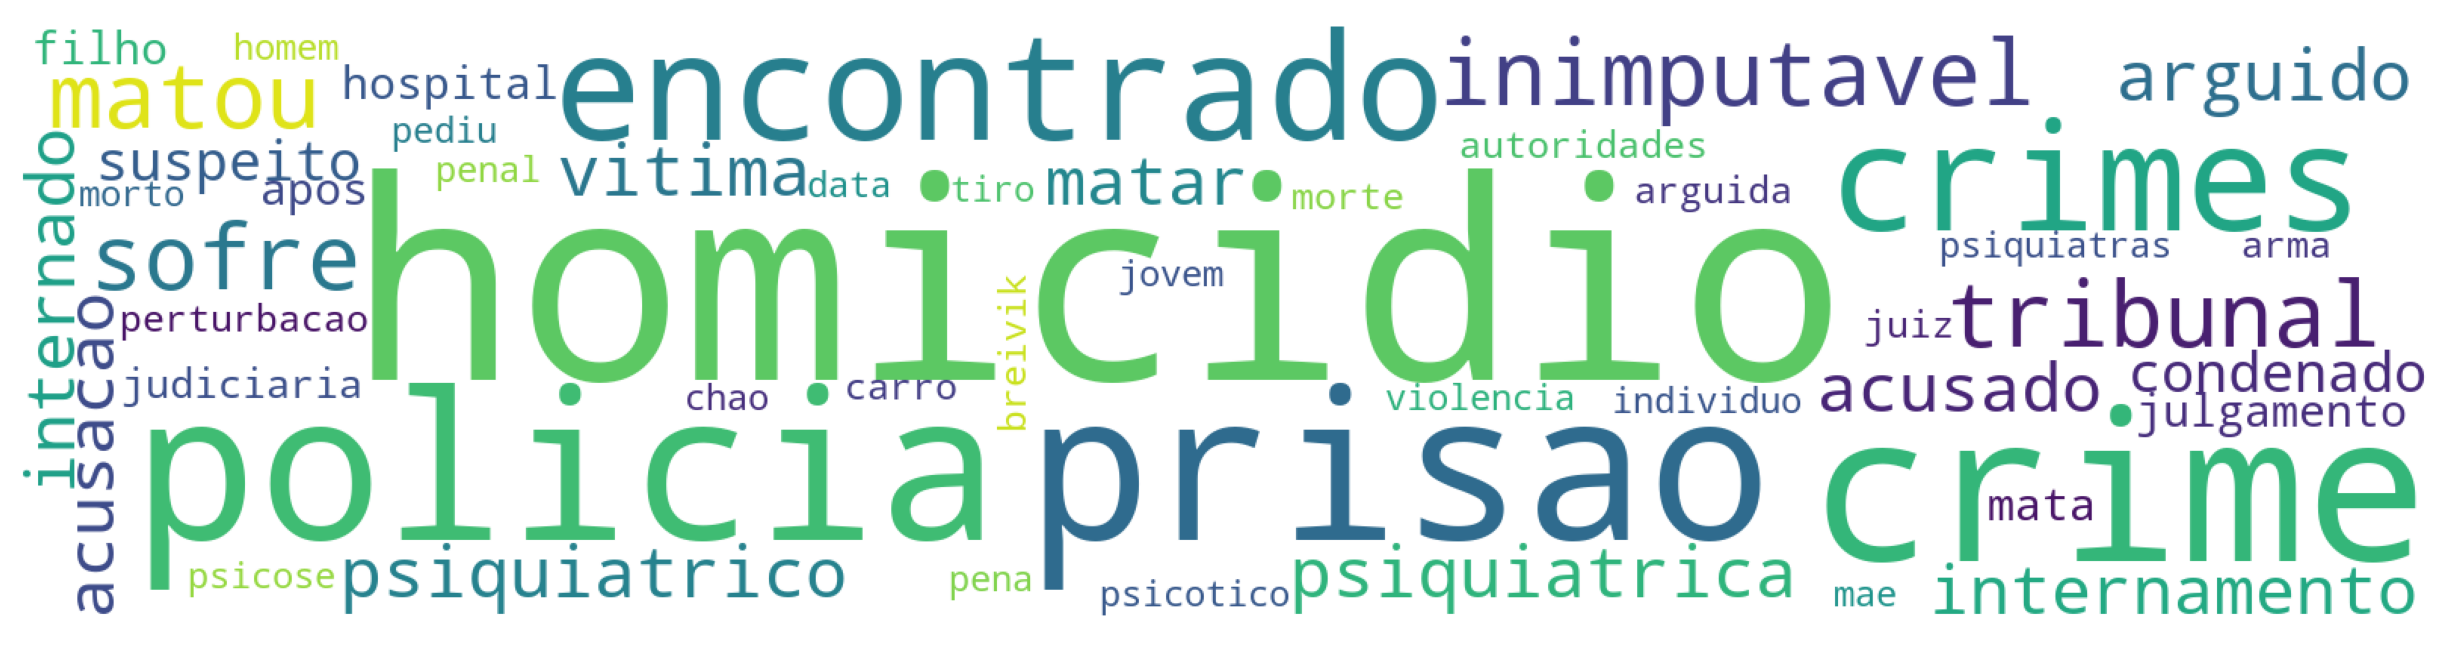 filho
homem
matou
hospital
encontrado
inimputavel
arguido
pediu
suspeito
penal
vitima
data
tiro
matar
morte
autoridades
arguida
crimes
morto
apos
internado
sofre
homicidio
jovem
breivik
psiquiatras
arma
perturbacao
acusacao
juiz
tribunal
judiciaria
chao
carro
violencia
individuo
acusado
condenado
julgamento
policia
prisao
crime
mata
psicose
psiquiatrico
pena
psicotico
psiquiatrica
mae
internamento